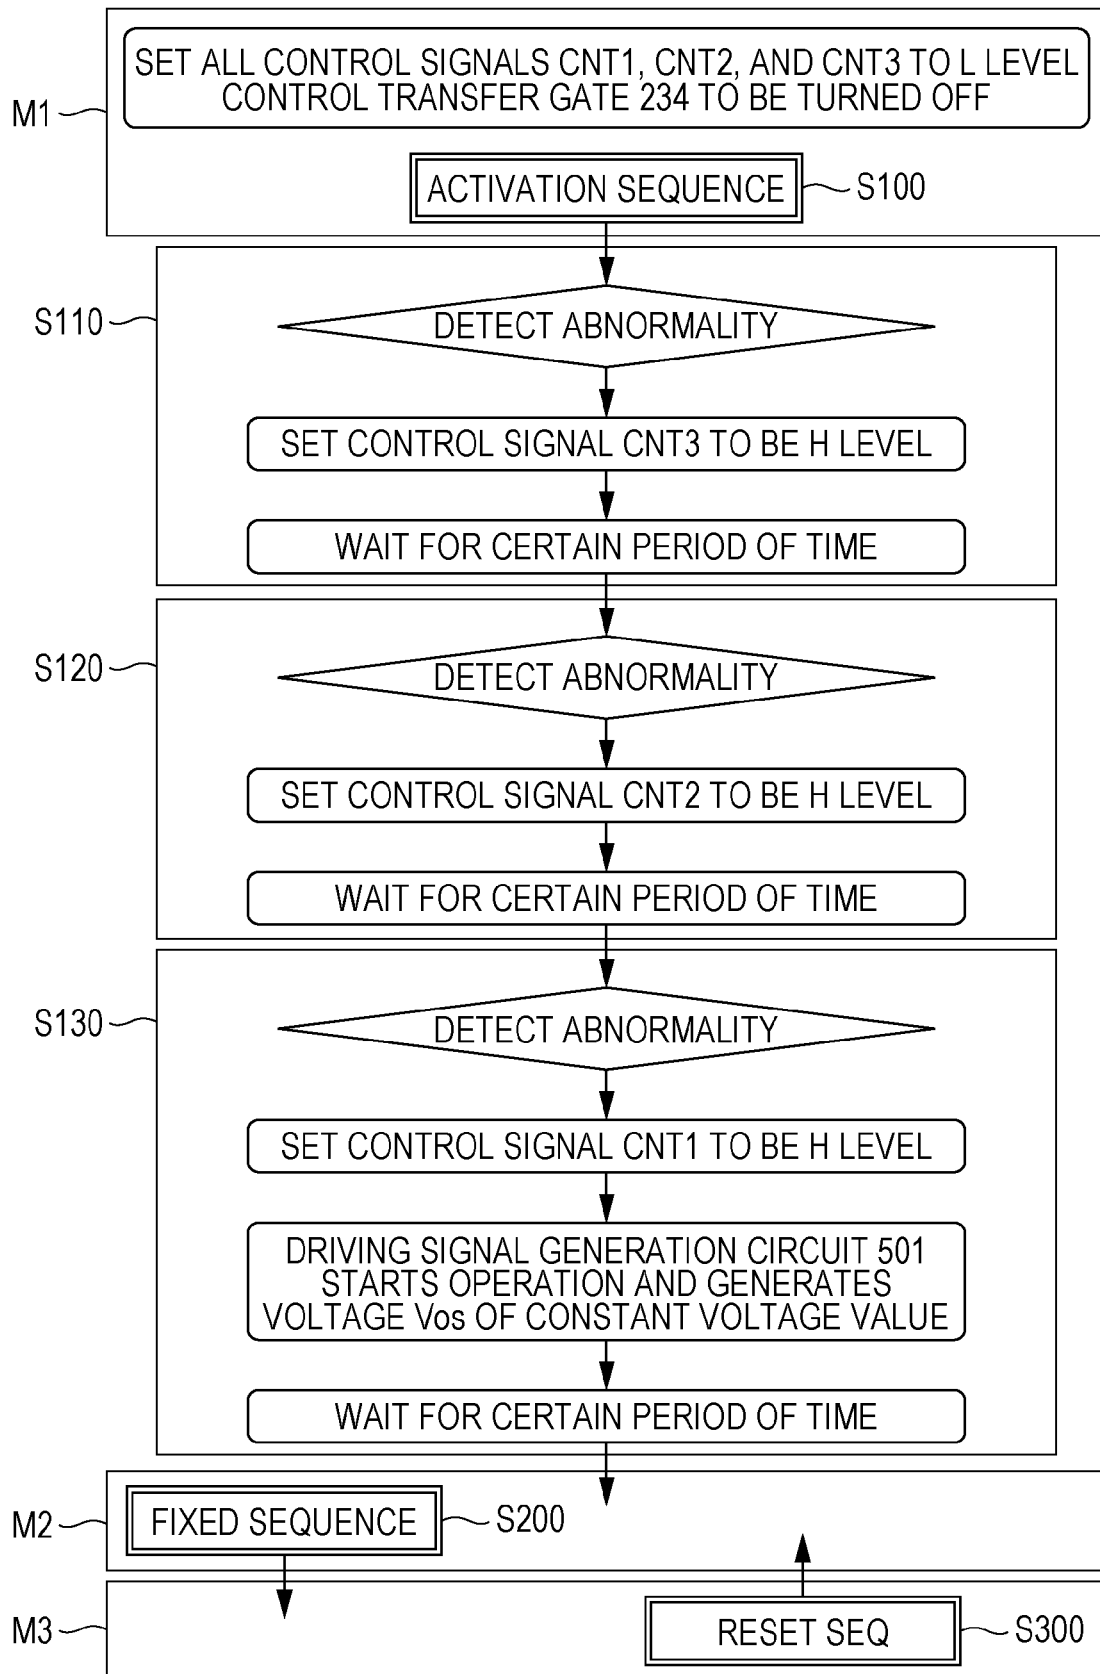 SET ALL CONTROL SIGNALS CNT1, CNT2, AND CNT3 TO L LEVEL
CONTROL TRANSFER GATE 234 TO BE TURNED OFF
M1
ACTIVATION SEQUENCE
S100
S110
DETECT ABNORMALITY
SET CONTROL SIGNAL CNT3 TO BE H LEVEL
WAIT FOR CERTAIN PERIOD OF TIME
S120
DETECT ABNORMALITY
SET CONTROL SIGNAL CNT2 TO BE H LEVEL
WAIT FOR CERTAIN PERIOD OF TIME
S130
DETECT ABNORMALITY
SET CONTROL SIGNAL CNT1 TO BE H LEVEL
DRIVING SIGNAL GENERATION CIRCUIT 501
STARTS OPERATION AND GENERATES
VOLTAGE Vos OF CONSTANT VOLTAGE VALUE
WAIT FOR CERTAIN PERIOD OF TIME
M2
FIXED SEQUENCE
S200
M3
RESET SEQ
S300